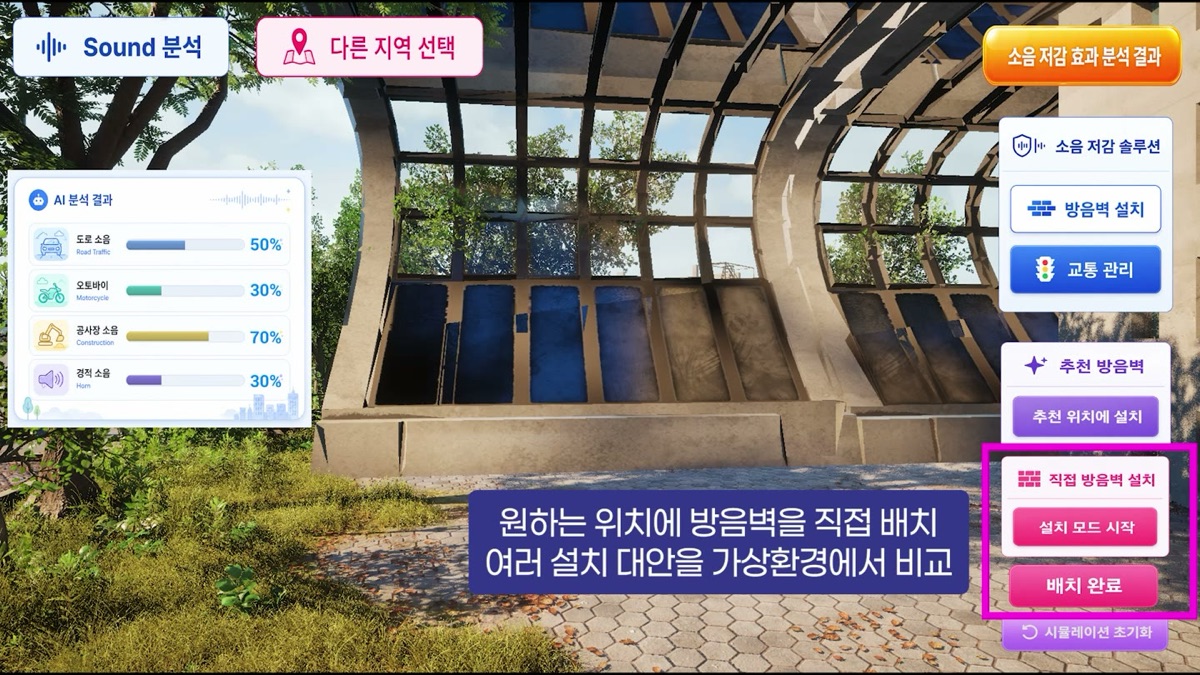 Sound 분석
다른 지역 선택
소음 저감 효과 분석 결과
AI 분석 결과
도로 소음
Road Traffic
50%
오토바이
Motorcycle
30%
공사장 소음
Construction
70%
경적 소음
Horn
30%
소음 저감 솔루션
방음벽 설치
교통 관리
추천 방음벽
추천 위치에 설치
직접 방음벽 설치
설치 모드 시작
배치 완료
시뮬레이션 초기화
원하는 위치에 방음벽을 직접 배치
여러 설치 대안을 가상환경에서 비교